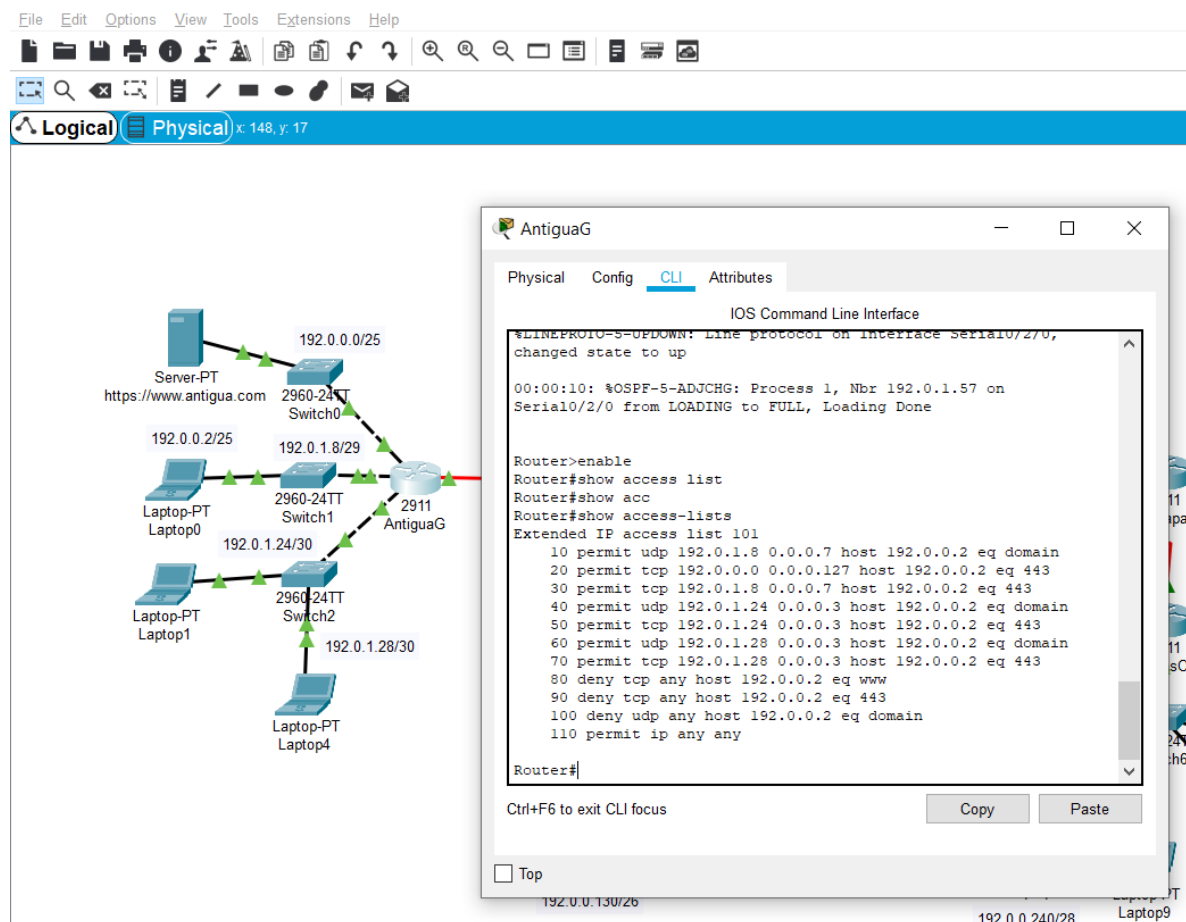 File Edit Options View Tools Extensions Help
Logical Physical x: 148, y: 17
AntiguaG
Physical Config CLI Attributes
IOS Command Line Interface
%LINEPROTO-5-UPDOWN: Line protocol on Interface Serial0/2/0,
changed state to up
00:00:10: %OSPF-5-ADJCHG: Process 1, Nbr 192.0.1.57 on
Serial0/2/0 from LOADING to FULL, Loading Done
Router>enable
Router#show access list
Router#show acc
Router#show access-lists
Extended IP access list 101
10 permit udp 192.0.1.8 0.0.0.7 host 192.0.0.2 eq domain
20 permit tcp 192.0.0.0 0.0.0.127 host 192.0.0.2 eq 443
30 permit tcp 192.0.1.8 0.0.0.7 host 192.0.0.2 eq 443
40 permit udp 192.0.1.24 0.0.0.3 host 192.0.0.2 eq domain
50 permit tcp 192.0.1.24 0.0.0.3 host 192.0.0.2 eq 443
60 permit udp 192.0.1.28 0.0.0.3 host 192.0.0.2 eq domain
70 permit tcp 192.0.1.28 0.0.0.3 host 192.0.0.2 eq 443
80 deny tcp any host 192.0.0.2 eq www
90 deny tcp any host 192.0.0.2 eq 443
100 deny udp any host 192.0.0.2 eq domain
110 permit ip any any
Router#
Ctrl+F6 to exit CLI focus
Copy
Paste
Top
192.0.0.0/25
Server-PT
https://www.antigua.com
2960-24TT
Switch0
192.0.0.2/25
192.0.1.8/29
Laptop-PT
Laptop0
2960-24TT
Switch1
2911
AntiguaG
192.0.1.24/30
Laptop-PT
Laptop1
2960-24TT
Switch2
192.0.1.28/30
Laptop-PT
Laptop4
192.0.0.130/26
192.0.0.240/28
Laptop9